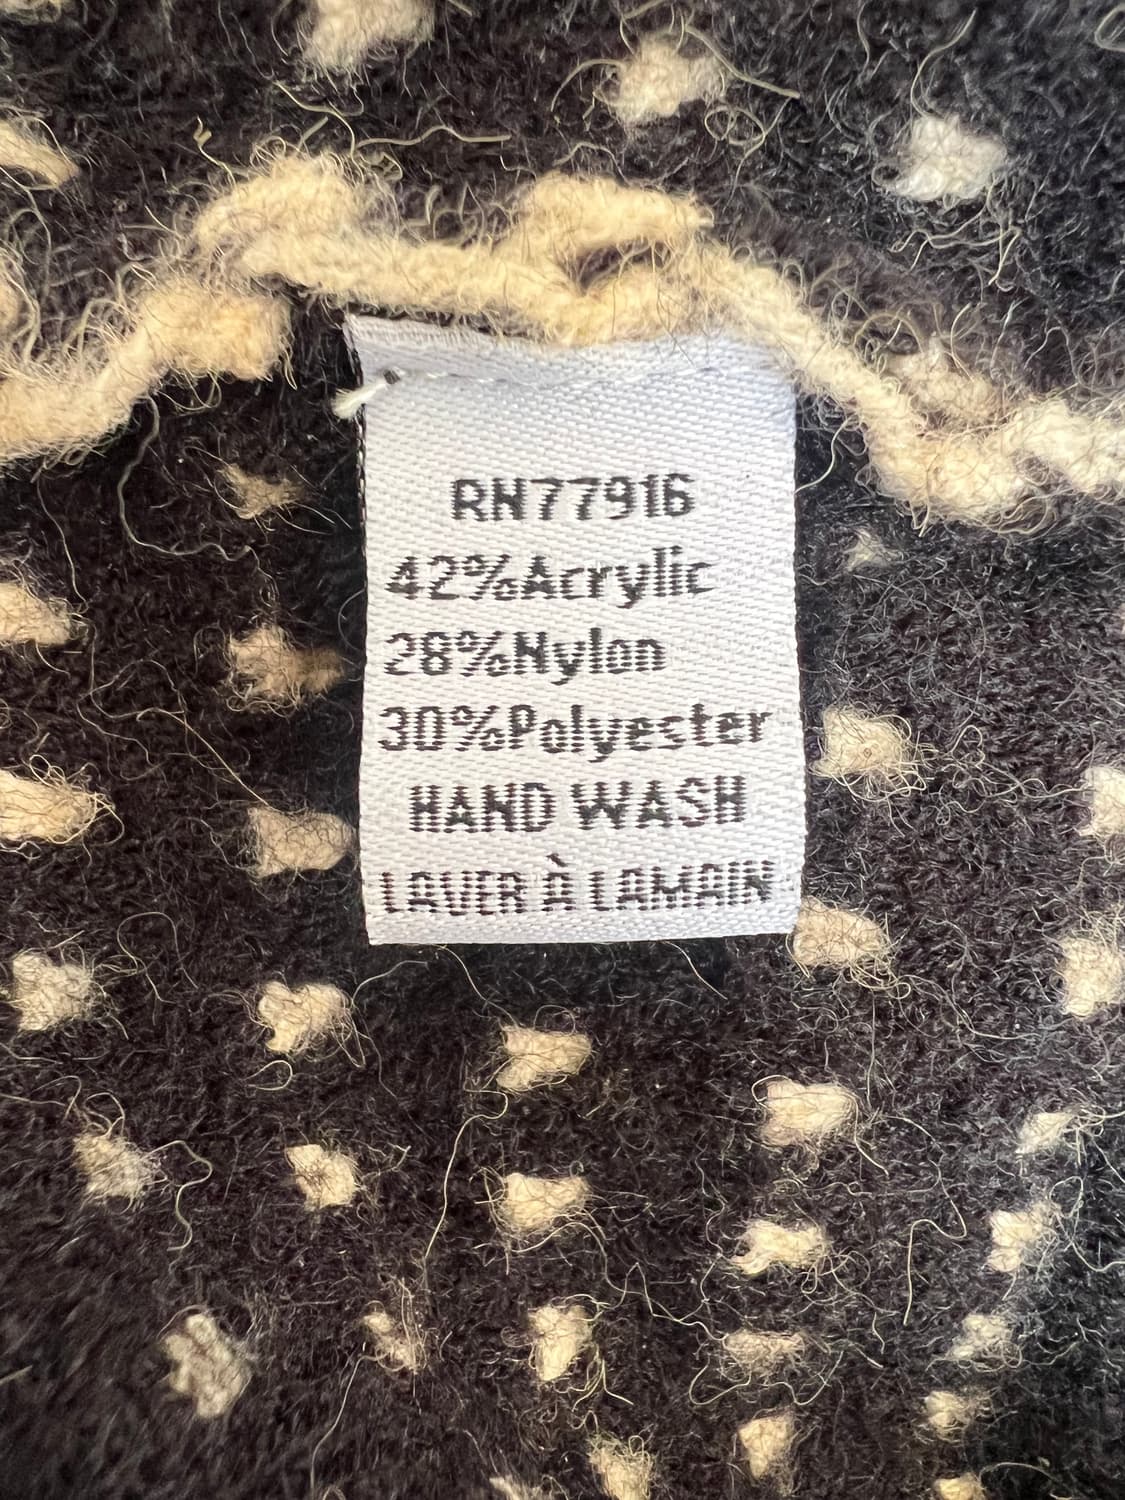 RN77916
42%Acrylic
28%Nylon
30%Polyester
HAND WASH
LAVER À LAMAIN